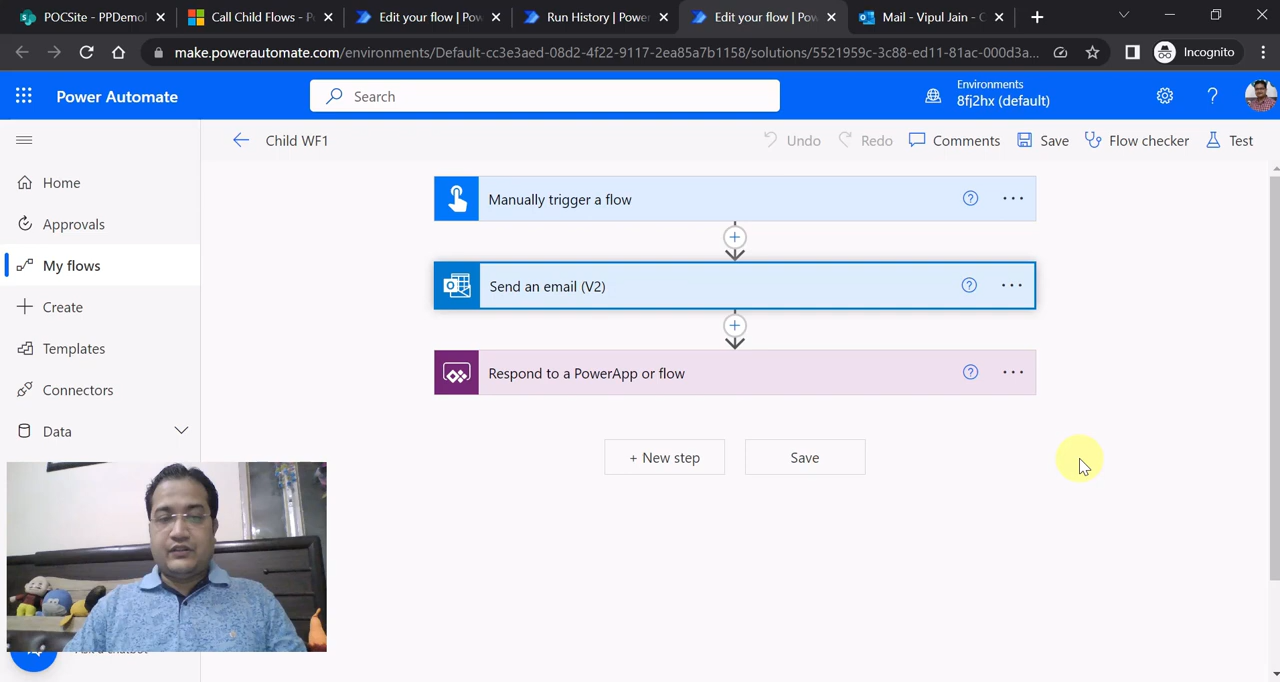 POCSite - PPDemo
Call Child Flows - P
Edit your flow | Pow
Run History | Power
Edit your flow | Pow
Mail - Vipul Jain - C
make.powerautomate.com/environments/Default-cc3e3aed-08d2-4f22-9117-2ea85a7b1158/solutions/5521959c-3c88-ed11-81ac-000d3a...
Incognito
Power Automate
Search
Environments
8fj2hx (default)
Child WF1
Undo
Redo
Comments
Save
Flow checker
Test
Home
Approvals
My flows
Create
Templates
Connectors
Data
Manually trigger a flow
Send an email (V2)
Respond to a PowerApp or flow
+ New step
Save